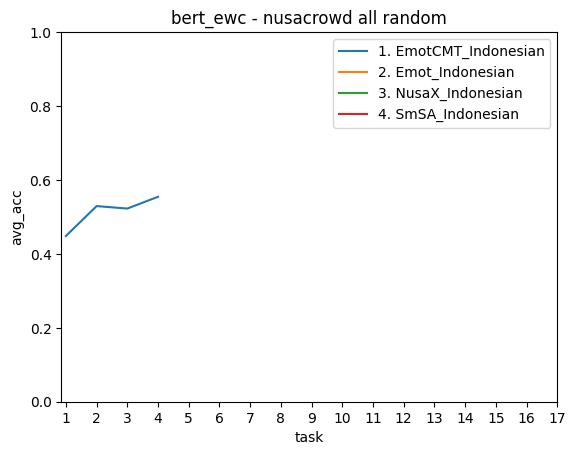 bert_ewc - nusacrowd all random
1.0
0.8
0.6
0.4
0.2
0.0
avg_acc
1. EmotCMT_Indonesian
2. Emot_Indonesian
3. NusaX_Indonesian
4. SmSA_Indonesian
1 2 3 4 5 6 7 8 9 10 11 12 13 14 15 16 17
task